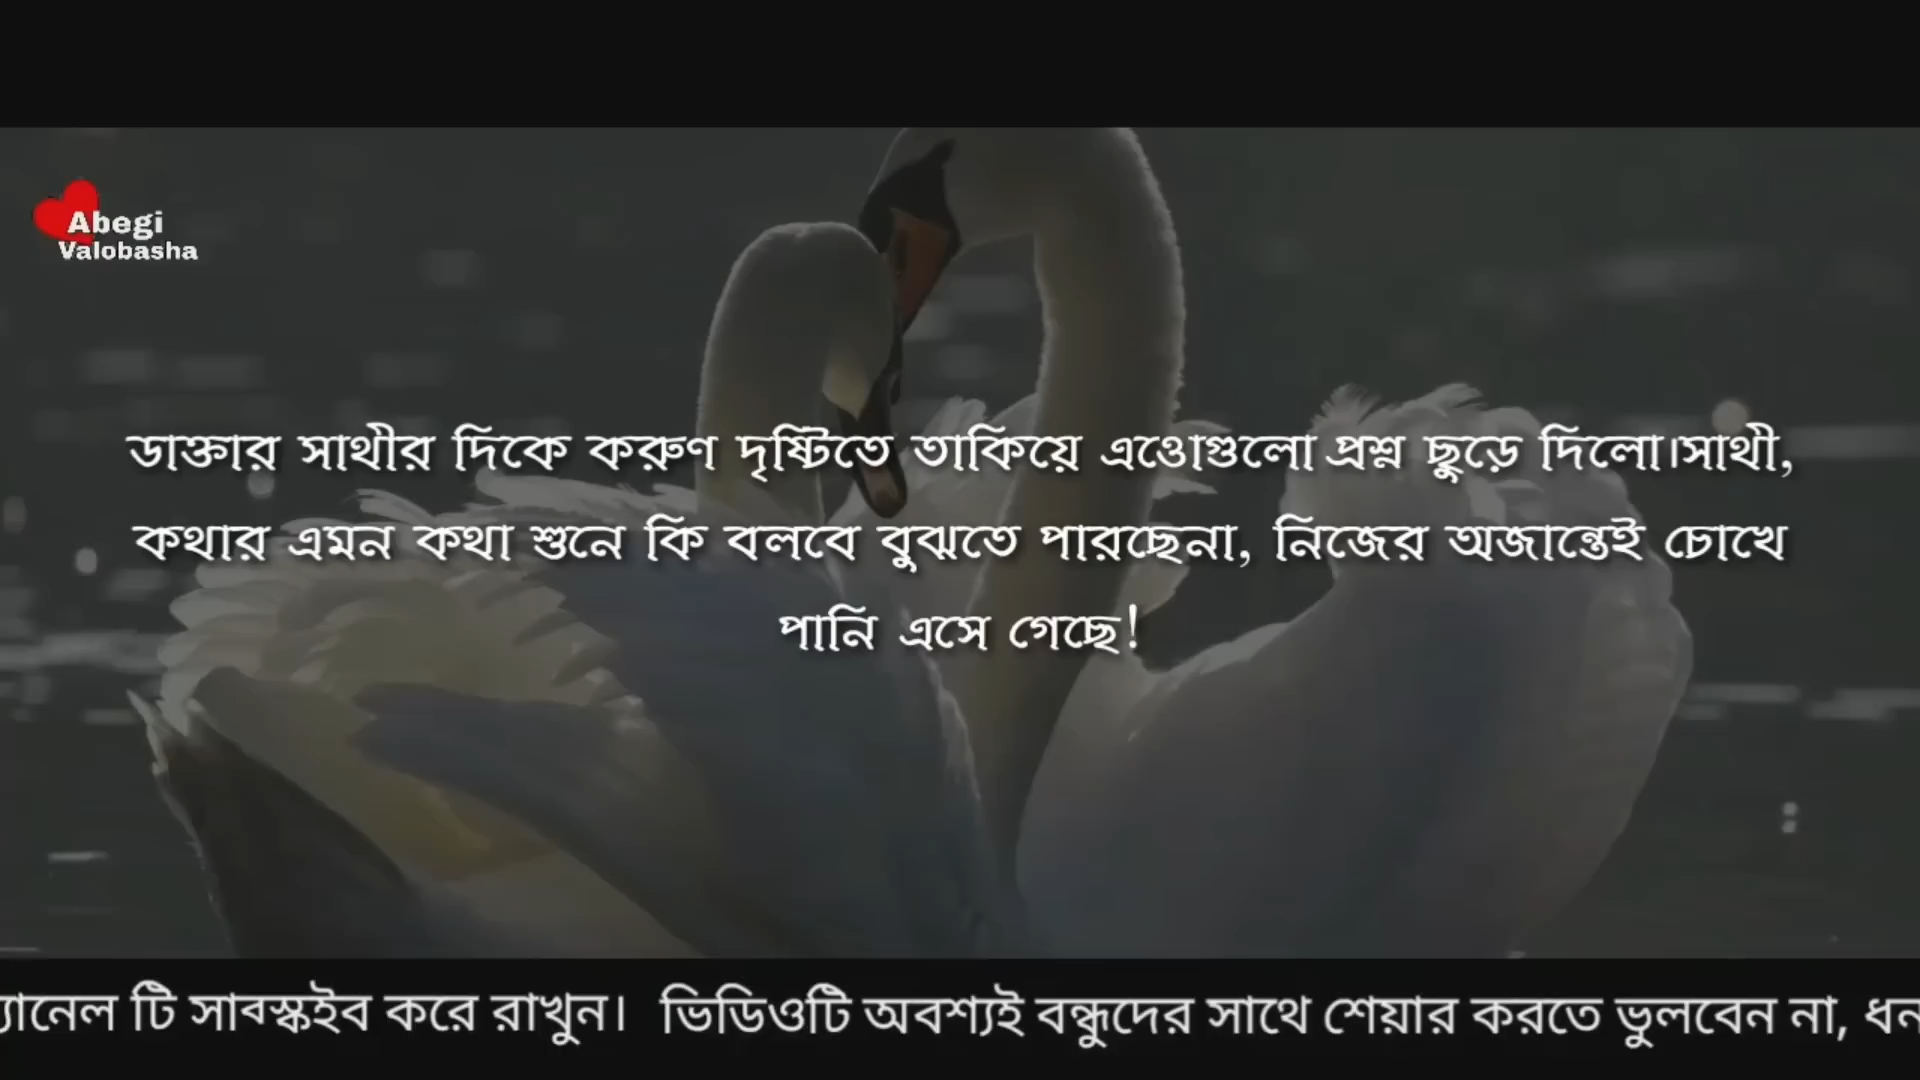 Abegi
Valobasha
ডাক্তার সাথীর দিকে করুণ দৃষ্টিতে তাকিয়ে এত্তোগুলো প্রশ্ন ছুড়ে দিলো।সাথী,
কথার এমন কথা শুনে কি বলবে বুঝতে পারছেনা, নিজের অজান্তেই চোখে
পানি এসে গেছে!
টি সাবস্কইব করে রাখুন। ভিডিওটি অবশ্যই বন্ধুদের সাথে শেয়ার করতে ভুলবেন না,